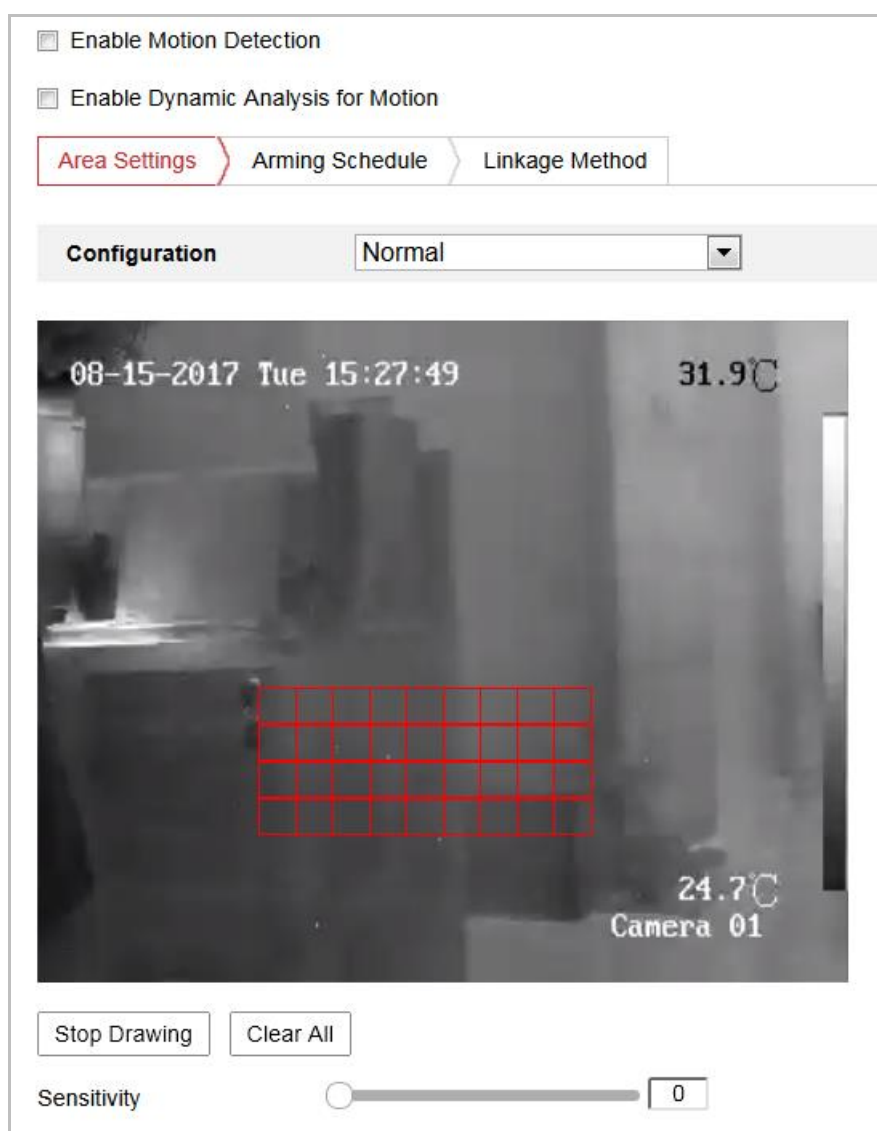 Enable Motion Detection
Enable Dynamic Analysis for Motion
Area Settings Arming Schedule Linkage Method
Configuration Normal
08-15-2017 Tue 15:27:49 31.9℃
24.7℃
Camera 01
Stop Drawing Clear All
Sensitivity 0